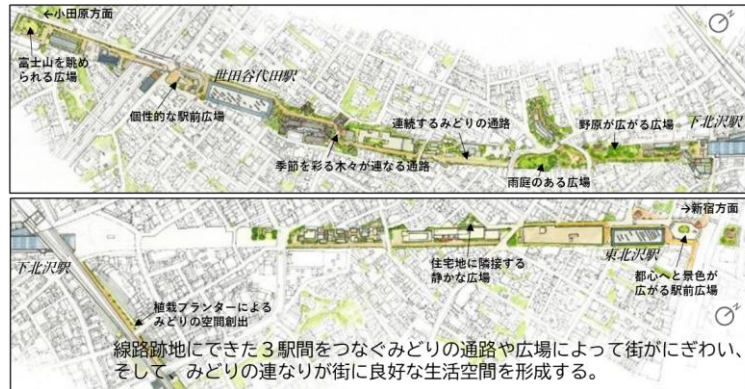 ←小田原方面
富士山を眺め
られる広場
世田谷代田駅
個性的な駅前広場
連続するみどりの通路
野原が広がる広場
下北沢駅
季節を彩る木々が連なる通路
雨庭のある広場
→新宿方面
下北沢駅
住宅地に隣接する
静かな広場
東北沢駅
都心へと景色が
広がる駅前広場
植栽プランターによる
みどりの空間創出
線路跡地にできた3駅間をつなぐみどりの通路や広場によって街がにぎわい、
そして、みどりの連なりが街に良好な生活空間を形成する。